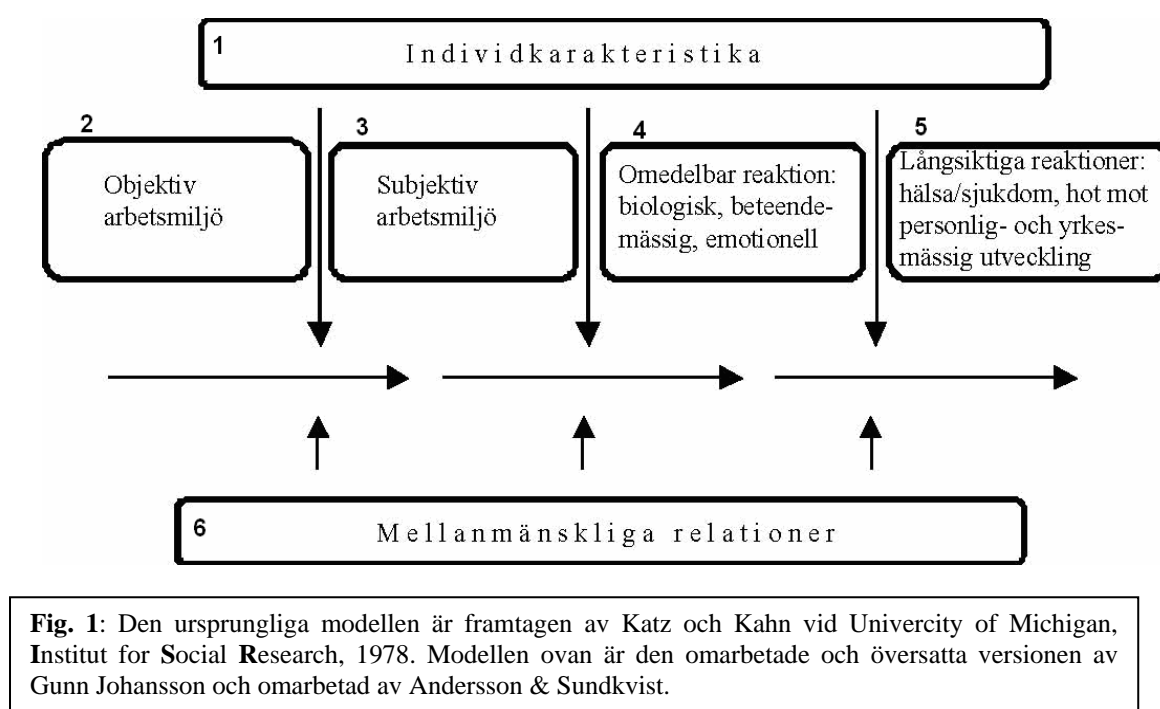 1
Individkarakteristika
2
Objektiv
arbetsmiljö
3
Subjektiv
arbetsmiljö
4
Omedelbar reaktion:
biologisk, beteende-
mässig, emotionell
5
Långsiktiga reaktioner:
hälsa/sjukdom, hot mot
personlig- och yrkes-
mässig utveckling
6
Mellanmänskliga relationer
Fig. 1: Den ursprungliga modellen är framtagen av Katz och Kahn vid Univercity of Michigan,
Institut for Social Research, 1978. Modellen ovan är den omarbetade och översatta versionen av
Gunn Johansson och omarbetad av Andersson & Sundkvist.